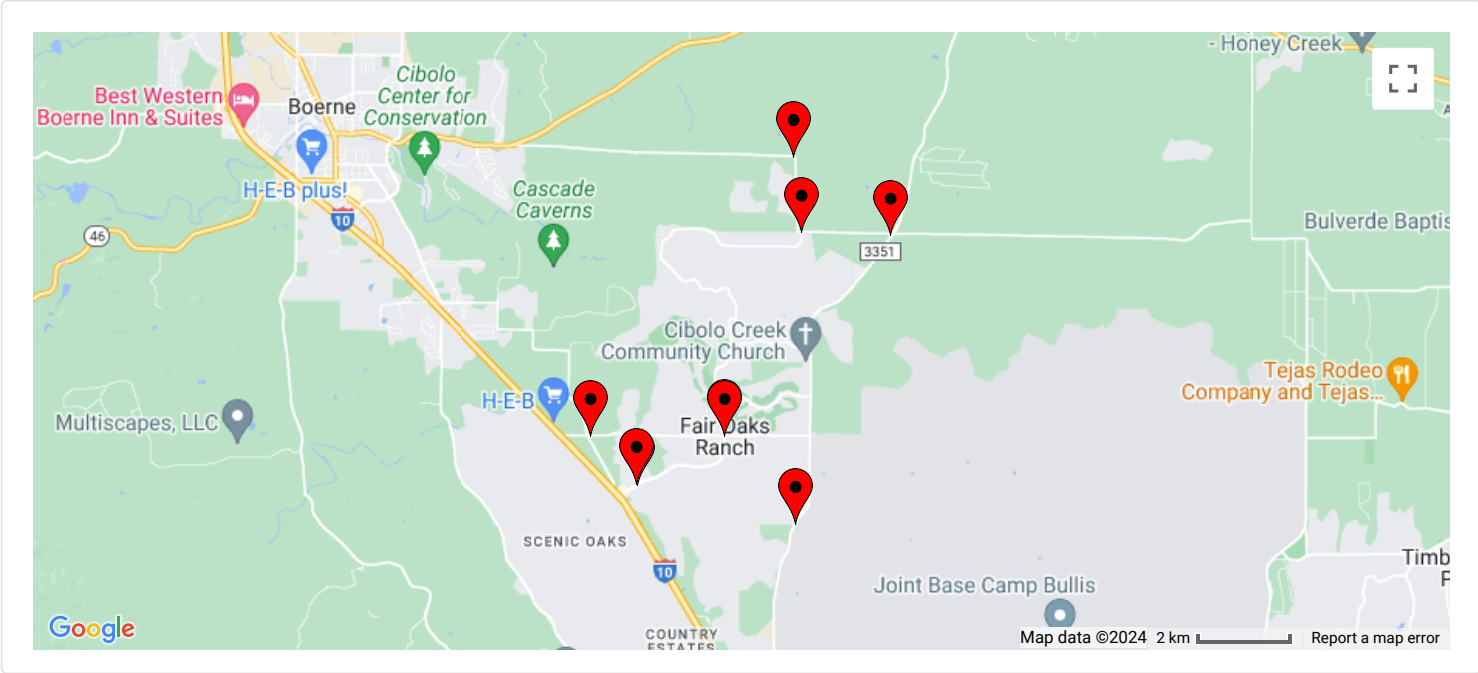 - Honey Creek
Cibolo
Center for
Conservation
Best Western
Boerne Inn & Suites
Boerne
H-E-B plus!
Cascade
Caverns
10
46
Bulverde Baptis
3351
Cibolo Creek
Community Church
Tejas Rodeo
Company and Tejas...
H-E-B
Multiscapes, LLC
Fair Oaks
Ranch
SCENIC OAKS
10
Timb
P
Joint Base Camp Bullis
Google
COUNTRY
ESTATES
Map data ©2024
2 km
Report a map error